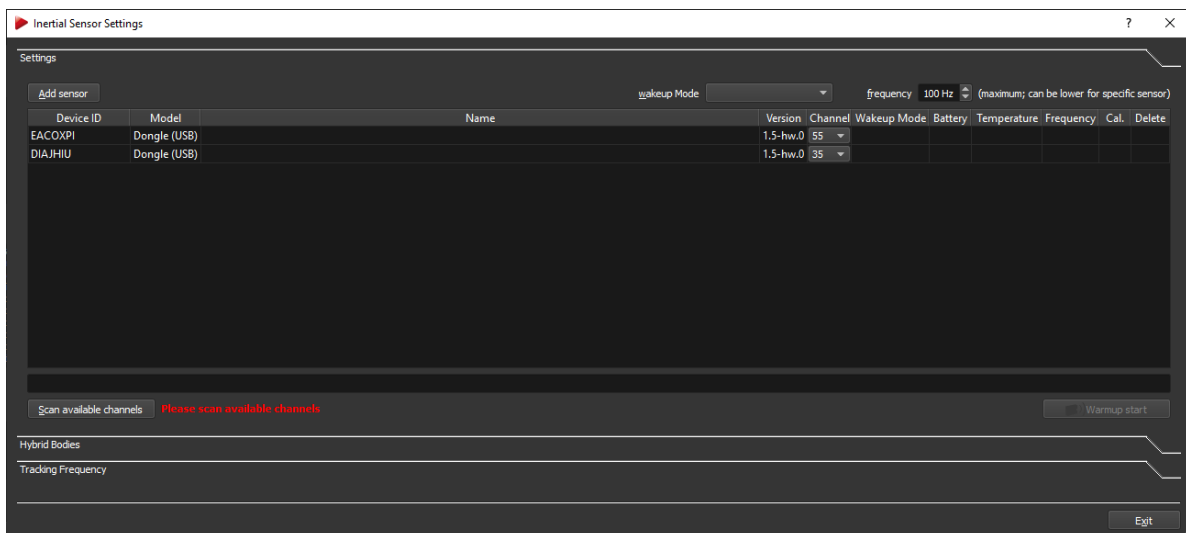 Inertial Sensor Settings
Settings
Add sensor wakeup Mode frequency 100 Hz (maximum; can be lower for specific sensor)
Device ID Model Name Version Channel Wakeup Mode Battery Temperature Frequency Cal. Delete
EACOXPI Dongle (USB) 1.5-hw.0 55
DIAJHIU Dongle (USB) 1.5-hw.0 35
Scan available channels Please scan available channels Warmup start
Hybrid Bodies
Tracking Frequency
Exit